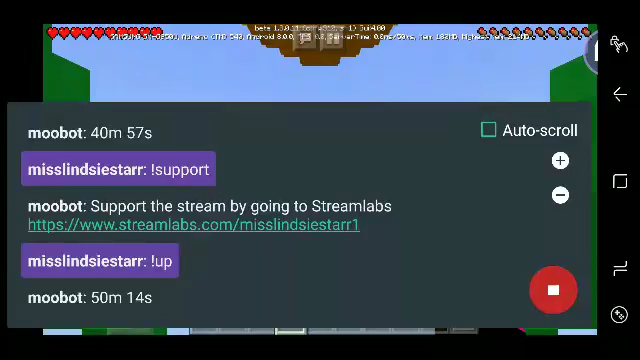 moobot: 40m 57s
Auto-scroll
misslindsiestarr: !support
moobot: Support the stream by going to Streamlabs
https://www.streamlabs.com/misslindsiestarr1
misslindsiestarr: !up
moobot: 50m 14s